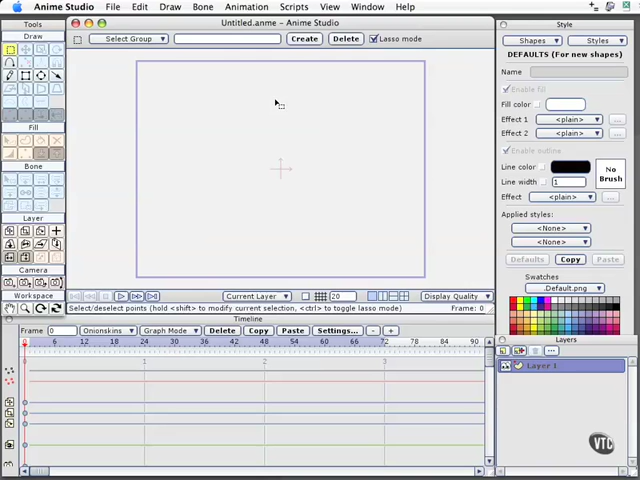 Anime Studio File Edit Draw Bone Animation Scripts View Window Help
Tools
Draw
Fill
Bone
Layer
Camera
Workspace
Untitled.anme - Anime Studio
Select Group
Create
Delete
Lasso mode
Current Layer
20
Display Quality
Select/deselect points (hold <shift> to modify current selection, <ctrl> to toggle lasso mode)
Frame: 0
Timeline
Frame 0
Onionskins
Graph Mode
Delete
Copy
Paste
Settings...
-
+
0 6 12 18 24 30 36 42 48 54 60 66 72 78 84 90
0 1 2 3
Style
Shapes
Styles
DEFAULTS (For new shapes)
Name
Enable fill
Fill color
Effect 1 <plain> ...
Effect 2 <plain> ...
Enable outline
Line color
Line width 1
No Brush
Effect <plain> ...
Applied styles:
<None>
<None>
Defaults
Copy
Paste
Swatches
.Default.png
Layers
Layer 1
VTC